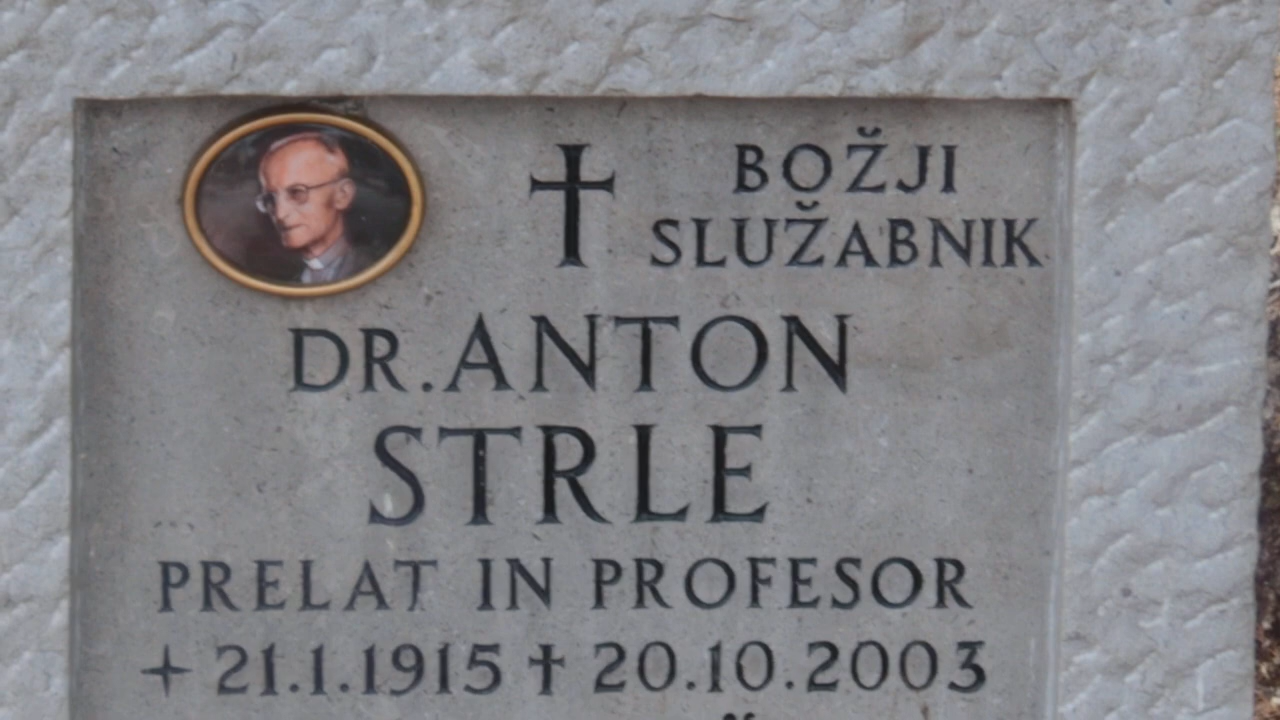 † BOŽJI
SLUŽABNIK
DR. ANTON
STRLE
PRELAT IN PROFESOR
+ 21.1.1915 † 20.10.2003